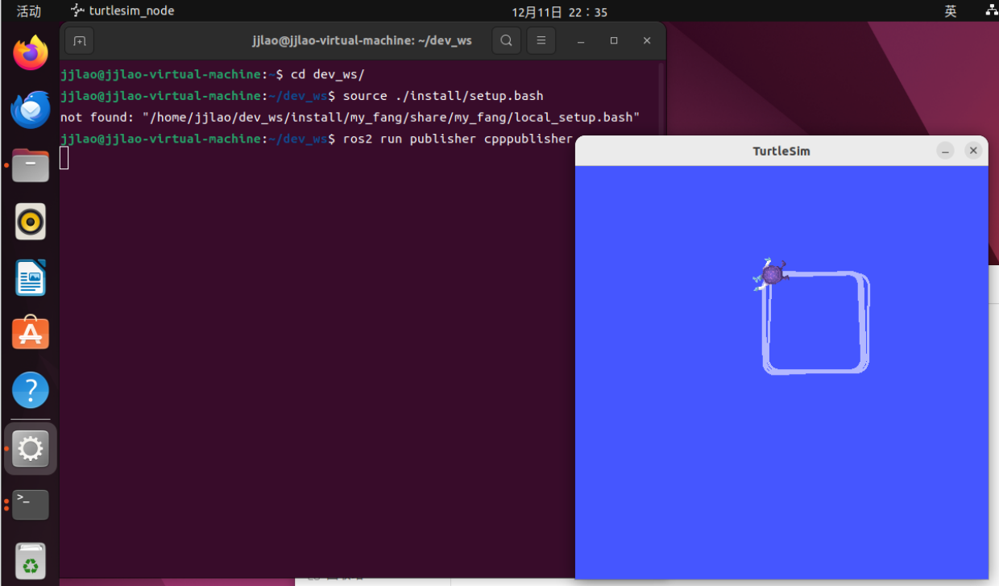 活动
turtlesim_node
12月11日 22：35
英
jjlao@jjlao-virtual-machine: ~/dev_ws
jjlao@jjlao-virtual-machine:~$ cd dev_ws/
jjlao@jjlao-virtual-machine:~/dev_ws$ source ./install/setup.bash
not found: "/home/jjlao/dev_ws/install/my_fang/share/my_fang/local_setup.bash"
jjlao@jjlao-virtual-machine:~/dev_ws$ ros2 run publisher cpppublisher
TurtleSim